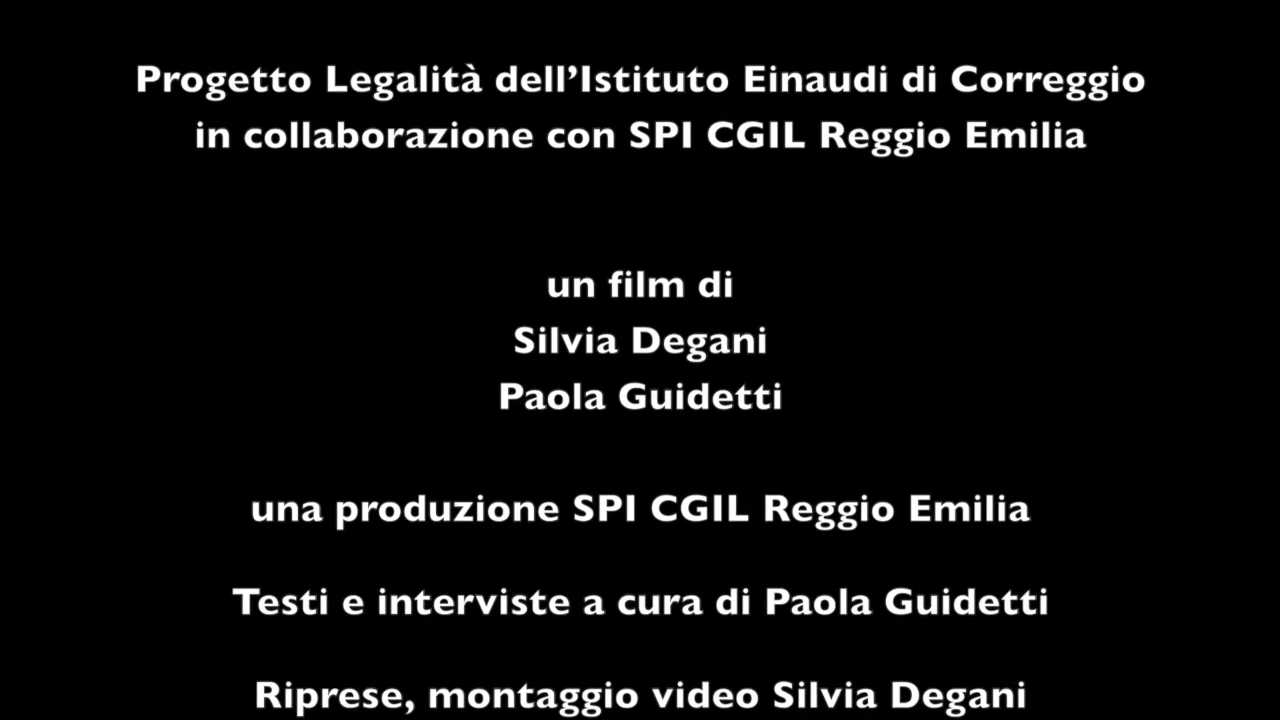 Progetto Legalità dell’Istituto Einaudi di Correggio
in collaborazione con SPI CGIL Reggio Emilia
un film di
Silvia Degani
Paola Guidetti
una produzione SPI CGIL Reggio Emilia
Testi e interviste a cura di Paola Guidetti
Riprese, montaggio video Silvia Degani